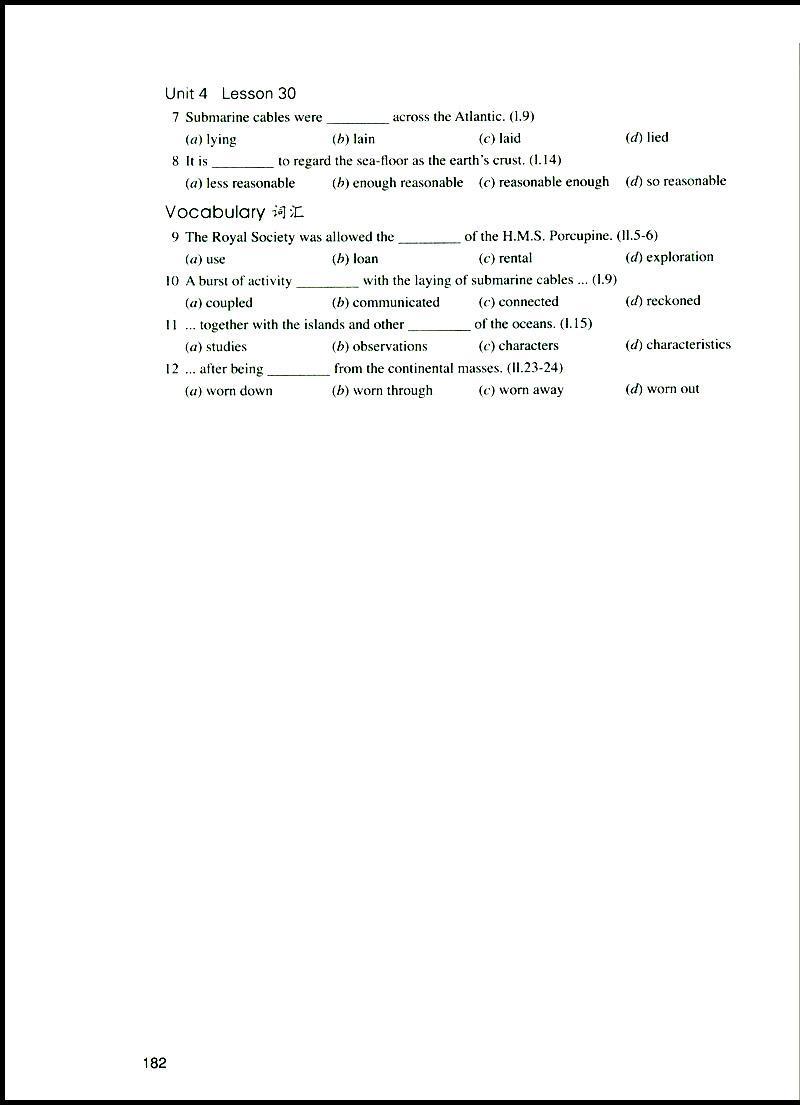 Unit 4 Lesson 30
7 Submarine cables were ________ across the Atlantic. (l.9)
(a) lying (b) lain (c) laid (d) lied
8 It is ________ to regard the sea-floor as the earth's crust. (l.14)
(a) less reasonable (b) enough reasonable (c) reasonable enough (d) so reasonable
Vocabulary 词汇
9 The Royal Society was allowed the ________ of the H.M.S. Porcupine. (ll.5-6)
(a) use (b) loan (c) rental (d) exploration
10 A burst of activity ________ with the laying of submarine cables ... (l.9)
(a) coupled (b) communicated (c) connected (d) reckoned
11 ... together with the islands and other ________ of the oceans. (l.15)
(a) studies (b) observations (c) characters (d) characteristics
12 ... after being ________ from the continental masses. (ll.23-24)
(a) worn down (b) worn through (c) worn away (d) worn out
182